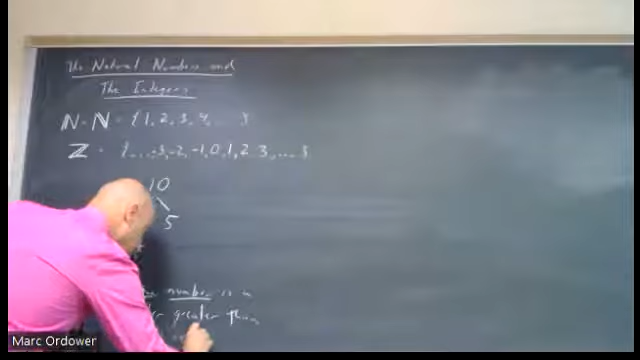 The Natural Numbers and
The Integers
N = N = {1, 2, 3, 4, ... }
Z = {..., -3, -2, -1, 0, 1, 2, 3, ... }
10
5
number is a
greater than
Marc Ordower